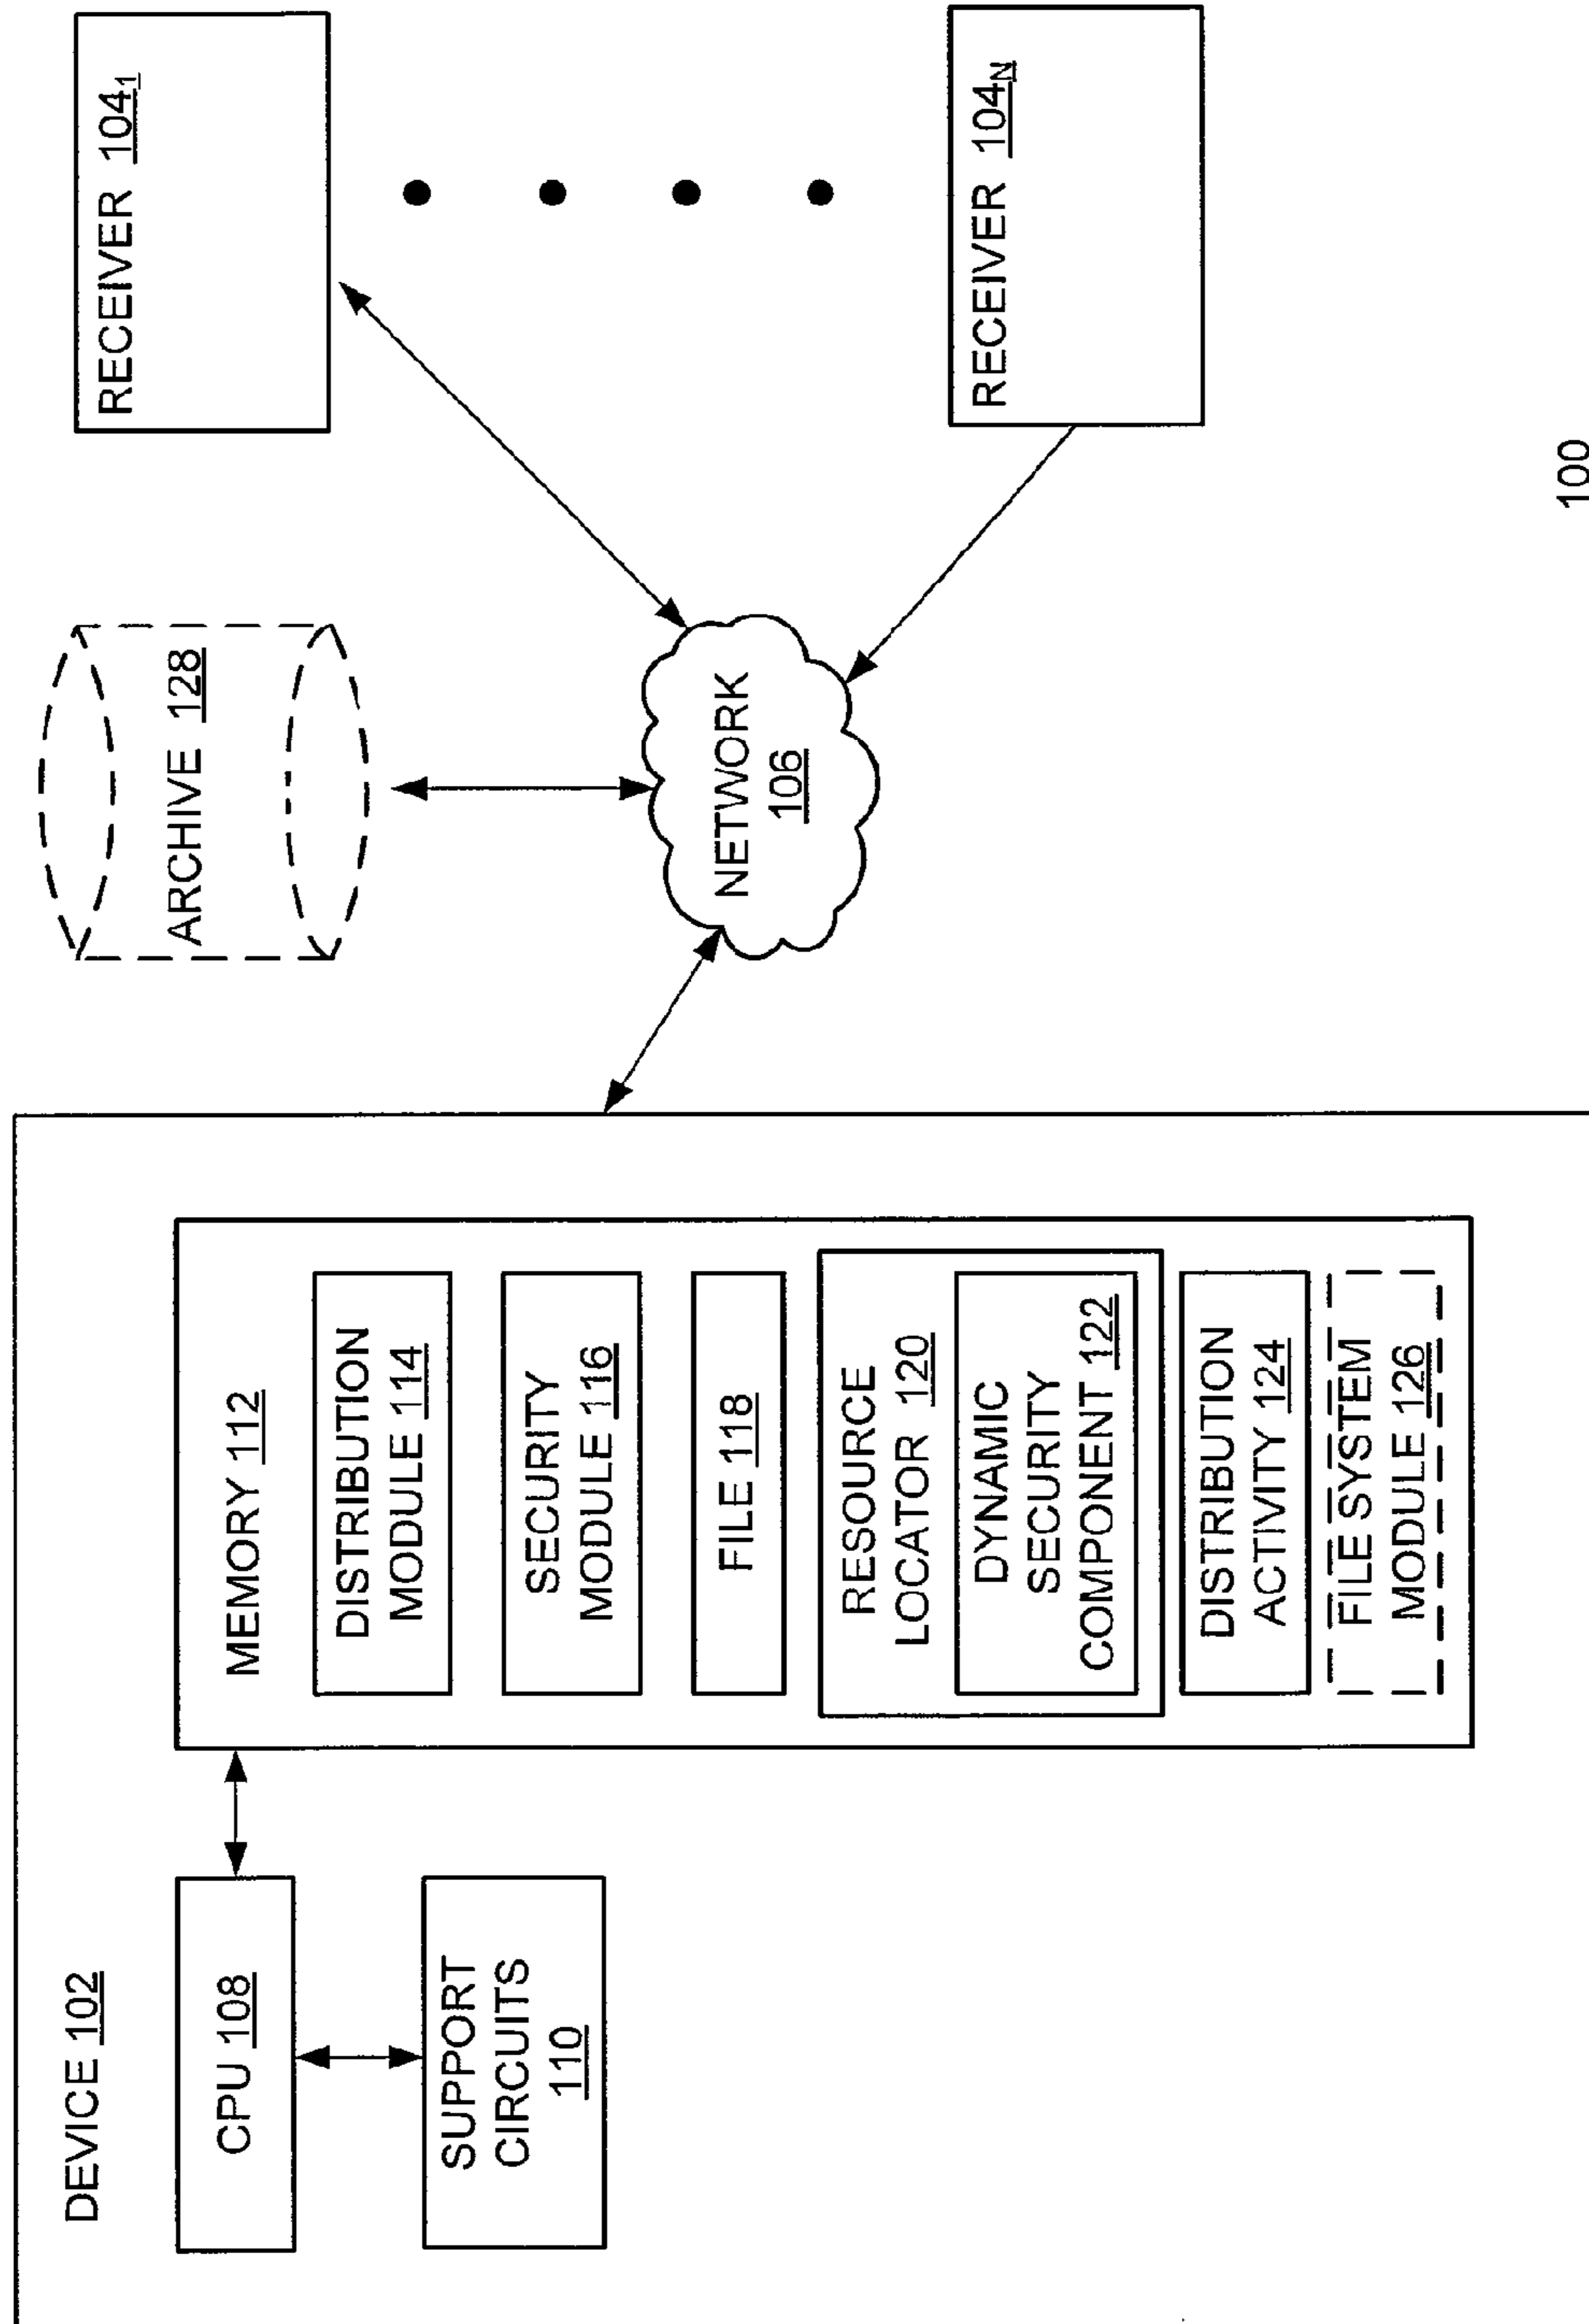 DEVICE 102
CPU 108
SUPPORT
CIRCUITS
110
MEMORY 112
DISTRIBUTION
MODULE 114
SECURITY
MODULE 116
FILE 118
RESOURCE
LOCATOR 120
DYNAMIC
SECURITY
COMPONENT 122
DISTRIBUTION
ACTIVITY 124
FILE SYSTEM
MODULE 126
ARCHIVE 128
NETWORK
106
RECEIVER 104₁
RECEIVER 104_N
100